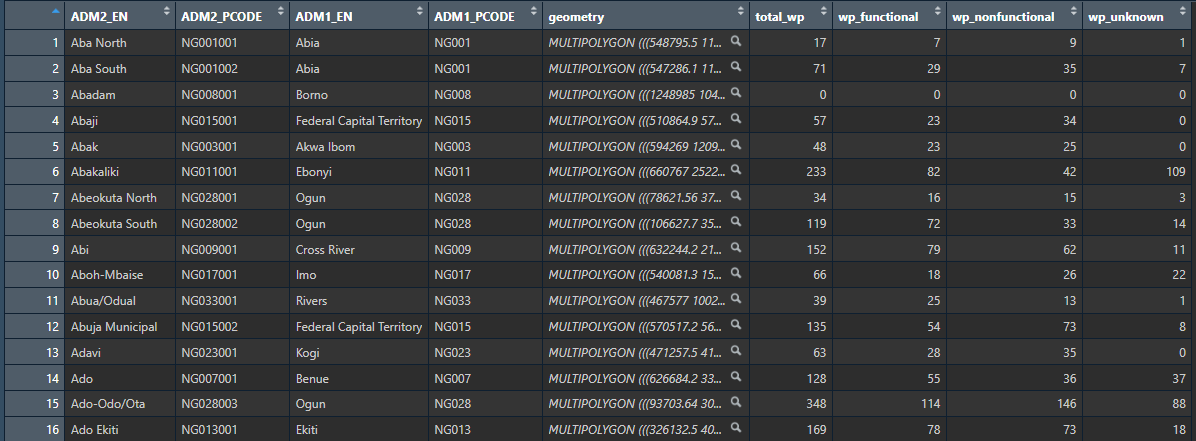 ADM2_EN ADM2_PCODE ADM1_EN ADM1_PCODE geometry total_wp wp_functional wp_nonfunctional wp_unknown
1 Aba North NG001001 Abia NG001 MULTIPOLYGON (((548795.5 11... 17 7 9 1
2 Aba South NG001002 Abia NG001 MULTIPOLYGON (((547286.1 11... 71 29 35 7
3 Abadam NG008001 Borno NG008 MULTIPOLYGON (((1248985 104... 0 0 0 0
4 Abaji NG015001 Federal Capital Territory NG015 MULTIPOLYGON (((510864.9 57... 57 23 34 0
5 Abak NG003001 Akwa Ibom NG003 MULTIPOLYGON (((594269 1209... 48 23 25 0
6 Abakaliki NG011001 Ebonyi NG011 MULTIPOLYGON (((660767 2522... 233 82 42 109
7 Abeokuta North NG028001 Ogun NG028 MULTIPOLYGON (((78621.56 37... 34 16 15 3
8 Abeokuta South NG028002 Ogun NG028 MULTIPOLYGON (((106627.7 35... 119 72 33 14
9 Abi NG009001 Cross River NG009 MULTIPOLYGON (((632244.2 21... 152 79 62 11
10 Aboh-Mbaise NG017001 Imo NG017 MULTIPOLYGON (((540081.3 15... 66 18 26 22
11 Abua/Odual NG033001 Rivers NG033 MULTIPOLYGON (((467577 1002... 39 25 13 1
12 Abuja Municipal NG015002 Federal Capital Territory NG015 MULTIPOLYGON (((570517.2 56... 135 54 73 8
13 Adavi NG023001 Kogi NG023 MULTIPOLYGON (((471257.5 41... 63 28 35 0
14 Ado NG007001 Benue NG007 MULTIPOLYGON (((626684.2 33... 128 55 36 37
15 Ado-Odo/Ota NG028003 Ogun NG028 MULTIPOLYGON (((93703.64 30... 348 114 146 88
16 Ado Ekiti NG013001 Ekiti NG013 MULTIPOLYGON (((326132.5 40... 169 78 73 18